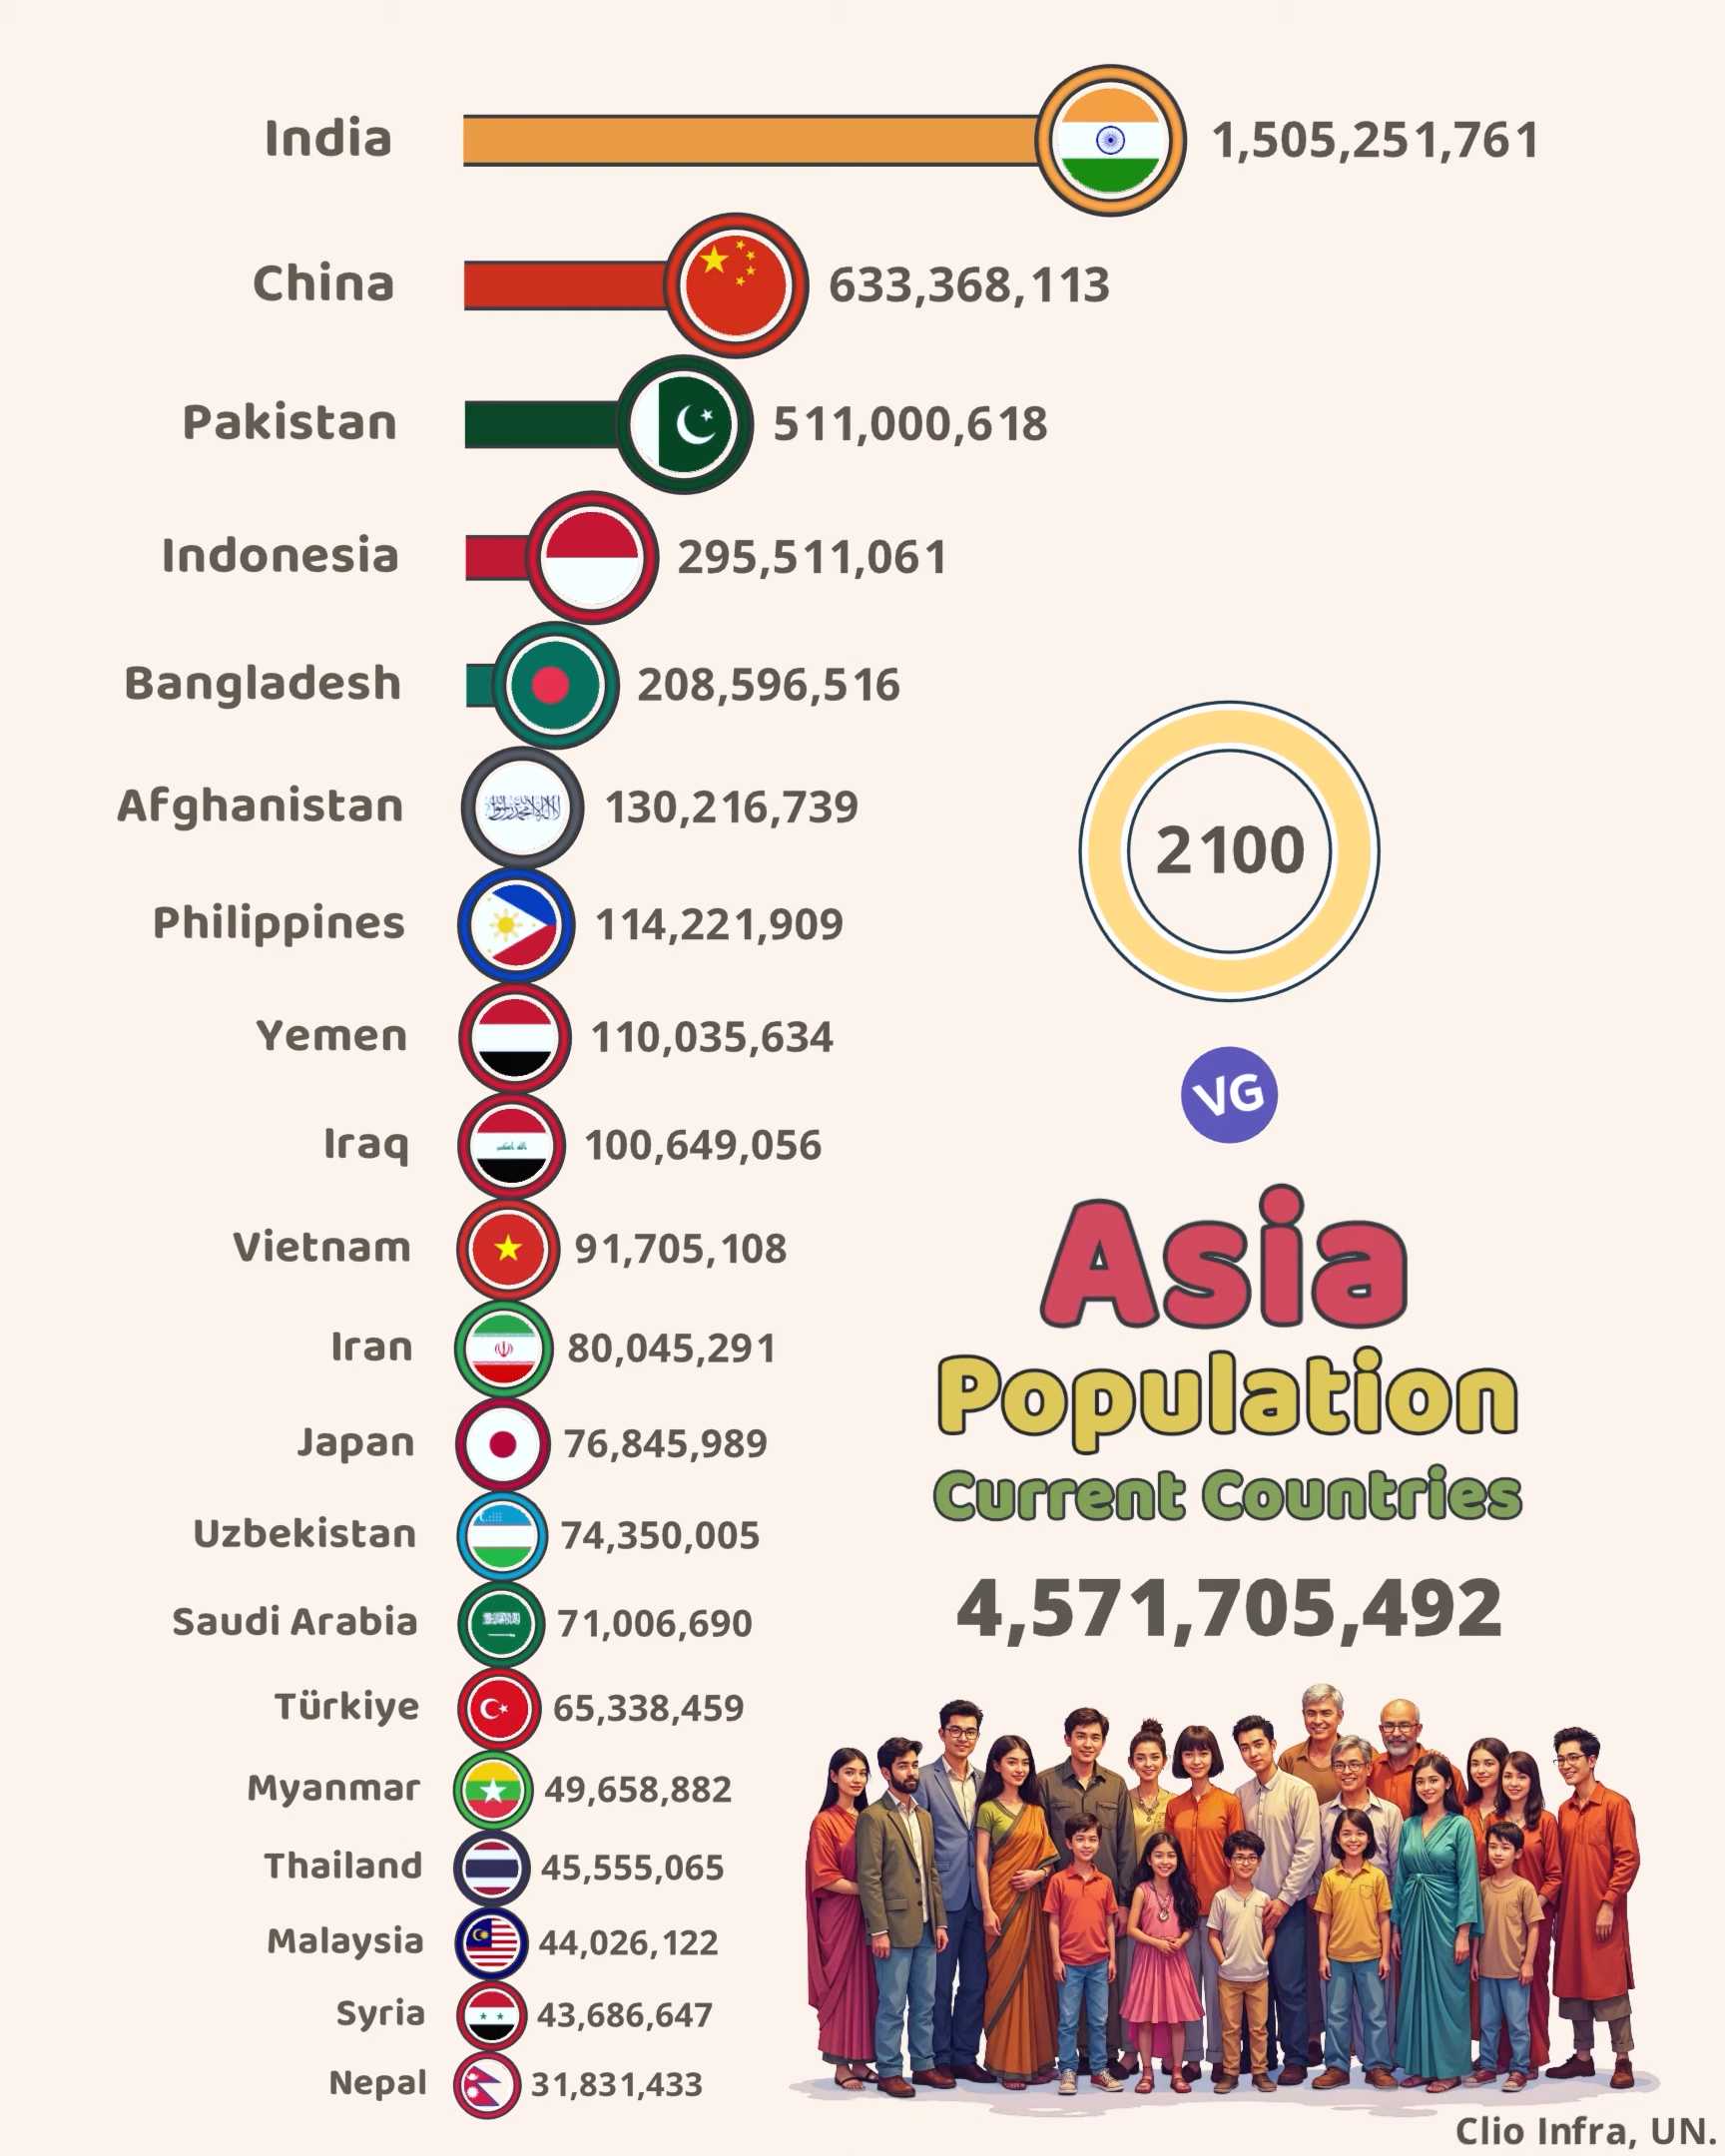 India 1,505,251,761
China 633,368,113
Pakistan 511,000,618
Indonesia 295,511,061
Bangladesh 208,596,516
Afghanistan 130,216,739
Philippines 114,221,909
Yemen 110,035,634
Iraq 100,649,056
Vietnam 91,705,108
Iran 80,045,291
Japan 76,845,989
Uzbekistan 74,350,005
Saudi Arabia 71,006,690
Türkiye 65,338,459
Myanmar 49,658,882
Thailand 45,555,065
Malaysia 44,026,122
Syria 43,686,647
Nepal 31,831,433
2100
VG
Asia
Population
Current Countries
4,571,705,492
Clio Infra, UN.